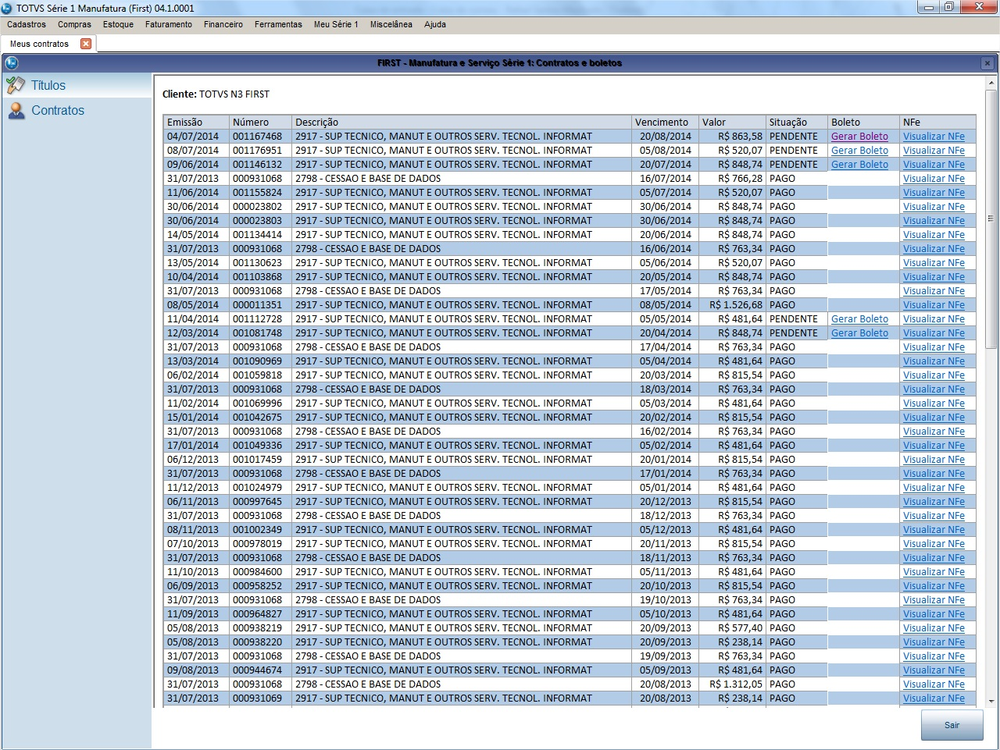 TOTVS Série 1 Manufatura (First) 04.1.0001
Cadastros Compras Estoque Faturamento Financeiro Ferramentas Meu Série 1 Miscelânea Ajuda
Meus contratos
FIRST - Manufatura e Serviço Série 1: Contratos e boletos
Títulos
Contratos
Cliente: TOTVS N3 FIRST
Emissão Número Descrição Vencimento Valor Situação Boleto NFe
04/07/2014 001167468 2917 - SUP TECNICO, MANUT E OUTROS SERV. TECNOL. INFORMAT 20/08/2014 R$ 863,58 PENDENTE Gerar Boleto Visualizar NFe
08/07/2014 001176951 2917 - SUP TECNICO, MANUT E OUTROS SERV. TECNOL. INFORMAT 05/08/2014 R$ 520,07 PENDENTE Gerar Boleto Visualizar NFe
09/06/2014 001146132 2917 - SUP TECNICO, MANUT E OUTROS SERV. TECNOL. INFORMAT 20/07/2014 R$ 848,74 PENDENTE Gerar Boleto Visualizar NFe
31/07/2013 000931068 2798 - CESSAO E BASE DE DADOS 16/07/2014 R$ 766,28 PAGO Visualizar NFe
11/06/2014 001155824 2917 - SUP TECNICO, MANUT E OUTROS SERV. TECNOL. INFORMAT 05/07/2014 R$ 520,07 PAGO Visualizar NFe
30/06/2014 000023802 2917 - SUP TECNICO, MANUT E OUTROS SERV. TECNOL. INFORMAT 30/06/2014 R$ 848,74 PAGO Visualizar NFe
30/06/2014 000023803 2917 - SUP TECNICO, MANUT E OUTROS SERV. TECNOL. INFORMAT 30/06/2014 R$ 848,74 PAGO Visualizar NFe
14/05/2014 001134414 2917 - SUP TECNICO, MANUT E OUTROS SERV. TECNOL. INFORMAT 20/06/2014 R$ 848,74 PAGO Visualizar NFe
31/07/2013 000931068 2798 - CESSAO E BASE DE DADOS 16/06/2014 R$ 763,34 PAGO Visualizar NFe
13/05/2014 001130623 2917 - SUP TECNICO, MANUT E OUTROS SERV. TECNOL. INFORMAT 05/06/2014 R$ 520,07 PAGO Visualizar NFe
10/04/2014 001103868 2917 - SUP TECNICO, MANUT E OUTROS SERV. TECNOL. INFORMAT 20/05/2014 R$ 848,74 PAGO Visualizar NFe
31/07/2013 000931068 2798 - CESSAO E BASE DE DADOS 17/05/2014 R$ 763,34 PAGO Visualizar NFe
08/05/2014 000011351 2917 - SUP TECNICO, MANUT E OUTROS SERV. TECNOL. INFORMAT 08/05/2014 R$ 1.526,68 PAGO Visualizar NFe
11/04/2014 001112728 2917 - SUP TECNICO, MANUT E OUTROS SERV. TECNOL. INFORMAT 05/05/2014 R$ 481,64 PENDENTE Gerar Boleto Visualizar NFe
12/03/2014 001081748 2917 - SUP TECNICO, MANUT E OUTROS SERV. TECNOL. INFORMAT 20/04/2014 R$ 848,74 PENDENTE Gerar Boleto Visualizar NFe
31/07/2013 000931068 2798 - CESSAO E BASE DE DADOS 17/04/2014 R$ 763,34 PAGO Visualizar NFe
13/03/2014 001090969 2917 - SUP TECNICO, MANUT E OUTROS SERV. TECNOL. INFORMAT 05/04/2014 R$ 481,64 PAGO Visualizar NFe
06/02/2014 001059818 2917 - SUP TECNICO, MANUT E OUTROS SERV. TECNOL. INFORMAT 20/03/2014 R$ 815,54 PAGO Visualizar NFe
31/07/2013 000931068 2798 - CESSAO E BASE DE DADOS 18/03/2014 R$ 763,34 PAGO Visualizar NFe
11/02/2014 001069996 2917 - SUP TECNICO, MANUT E OUTROS SERV. TECNOL. INFORMAT 05/03/2014 R$ 481,64 PAGO Visualizar NFe
15/01/2014 001042675 2917 - SUP TECNICO, MANUT E OUTROS SERV. TECNOL. INFORMAT 20/02/2014 R$ 815,54 PAGO Visualizar NFe
31/07/2013 000931068 2798 - CESSAO E BASE DE DADOS 16/02/2014 R$ 763,34 PAGO Visualizar NFe
17/01/2014 001049336 2917 - SUP TECNICO, MANUT E OUTROS SERV. TECNOL. INFORMAT 05/02/2014 R$ 481,64 PAGO Visualizar NFe
06/12/2013 001017459 2917 - SUP TECNICO, MANUT E OUTROS SERV. TECNOL. INFORMAT 20/01/2014 R$ 815,54 PAGO Visualizar NFe
31/07/2013 000931068 2798 - CESSAO E BASE DE DADOS 17/01/2014 R$ 763,34 PAGO Visualizar NFe
11/12/2013 001024979 2917 - SUP TECNICO, MANUT E OUTROS SERV. TECNOL. INFORMAT 05/01/2014 R$ 481,64 PAGO Visualizar NFe
06/11/2013 000997645 2917 - SUP TECNICO, MANUT E OUTROS SERV. TECNOL. INFORMAT 20/12/2013 R$ 815,54 PAGO Visualizar NFe
31/07/2013 000931068 2798 - CESSAO E BASE DE DADOS 18/12/2013 R$ 763,34 PAGO Visualizar NFe
08/11/2013 001002349 2917 - SUP TECNICO, MANUT E OUTROS SERV. TECNOL. INFORMAT 05/12/2013 R$ 481,64 PAGO Visualizar NFe
07/10/2013 000978019 2917 - SUP TECNICO, MANUT E OUTROS SERV. TECNOL. INFORMAT 20/11/2013 R$ 815,54 PAGO Visualizar NFe
31/07/2013 000931068 2798 - CESSAO E BASE DE DADOS 18/11/2013 R$ 763,34 PAGO Visualizar NFe
11/10/2013 000984600 2917 - SUP TECNICO, MANUT E OUTROS SERV. TECNOL. INFORMAT 05/11/2013 R$ 481,64 PAGO Visualizar NFe
06/09/2013 000958252 2917 - SUP TECNICO, MANUT E OUTROS SERV. TECNOL. INFORMAT 20/10/2013 R$ 815,54 PAGO Visualizar NFe
31/07/2013 000931068 2798 - CESSAO E BASE DE DADOS 19/10/2013 R$ 763,34 PAGO Visualizar NFe
11/09/2013 000964827 2917 - SUP TECNICO, MANUT E OUTROS SERV. TECNOL. INFORMAT 05/10/2013 R$ 481,64 PAGO Visualizar NFe
05/08/2013 000938219 2917 - SUP TECNICO, MANUT E OUTROS SERV. TECNOL. INFORMAT 20/09/2013 R$ 577,40 PAGO Visualizar NFe
05/08/2013 000938220 2917 - SUP TECNICO, MANUT E OUTROS SERV. TECNOL. INFORMAT 20/09/2013 R$ 238,14 PAGO Visualizar NFe
31/07/2013 000931068 2798 - CESSAO E BASE DE DADOS 19/09/2013 R$ 763,34 PAGO Visualizar NFe
09/08/2013 000944674 2917 - SUP TECNICO, MANUT E OUTROS SERV. TECNOL. INFORMAT 05/09/2013 R$ 481,64 PAGO Visualizar NFe
31/07/2013 000931068 2798 - CESSAO E BASE DE DADOS 20/08/2013 R$ 1.312,05 PAGO Visualizar NFe
31/07/2013 000931069 2917 - SUP TECNICO, MANUT E OUTROS SERV. TECNOL. INFORMAT 20/08/2013 R$ 238,14 PAGO Visualizar NFe
Sair